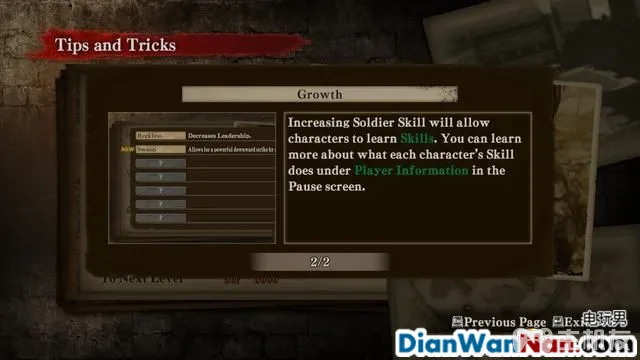 Tips and Tricks
Growth
Reckless Decreases Leadership.
NEW Swoop Allows for a powerful downward strike by
?
?
?
?
?
Increasing Soldier Skill will allow
characters to learn Skills. You can learn
more about what each character's Skill
does under Player Information in the
Pause screen.
2/2
To Next Level
Previous Page Exit
电玩男
DianWanNan.com